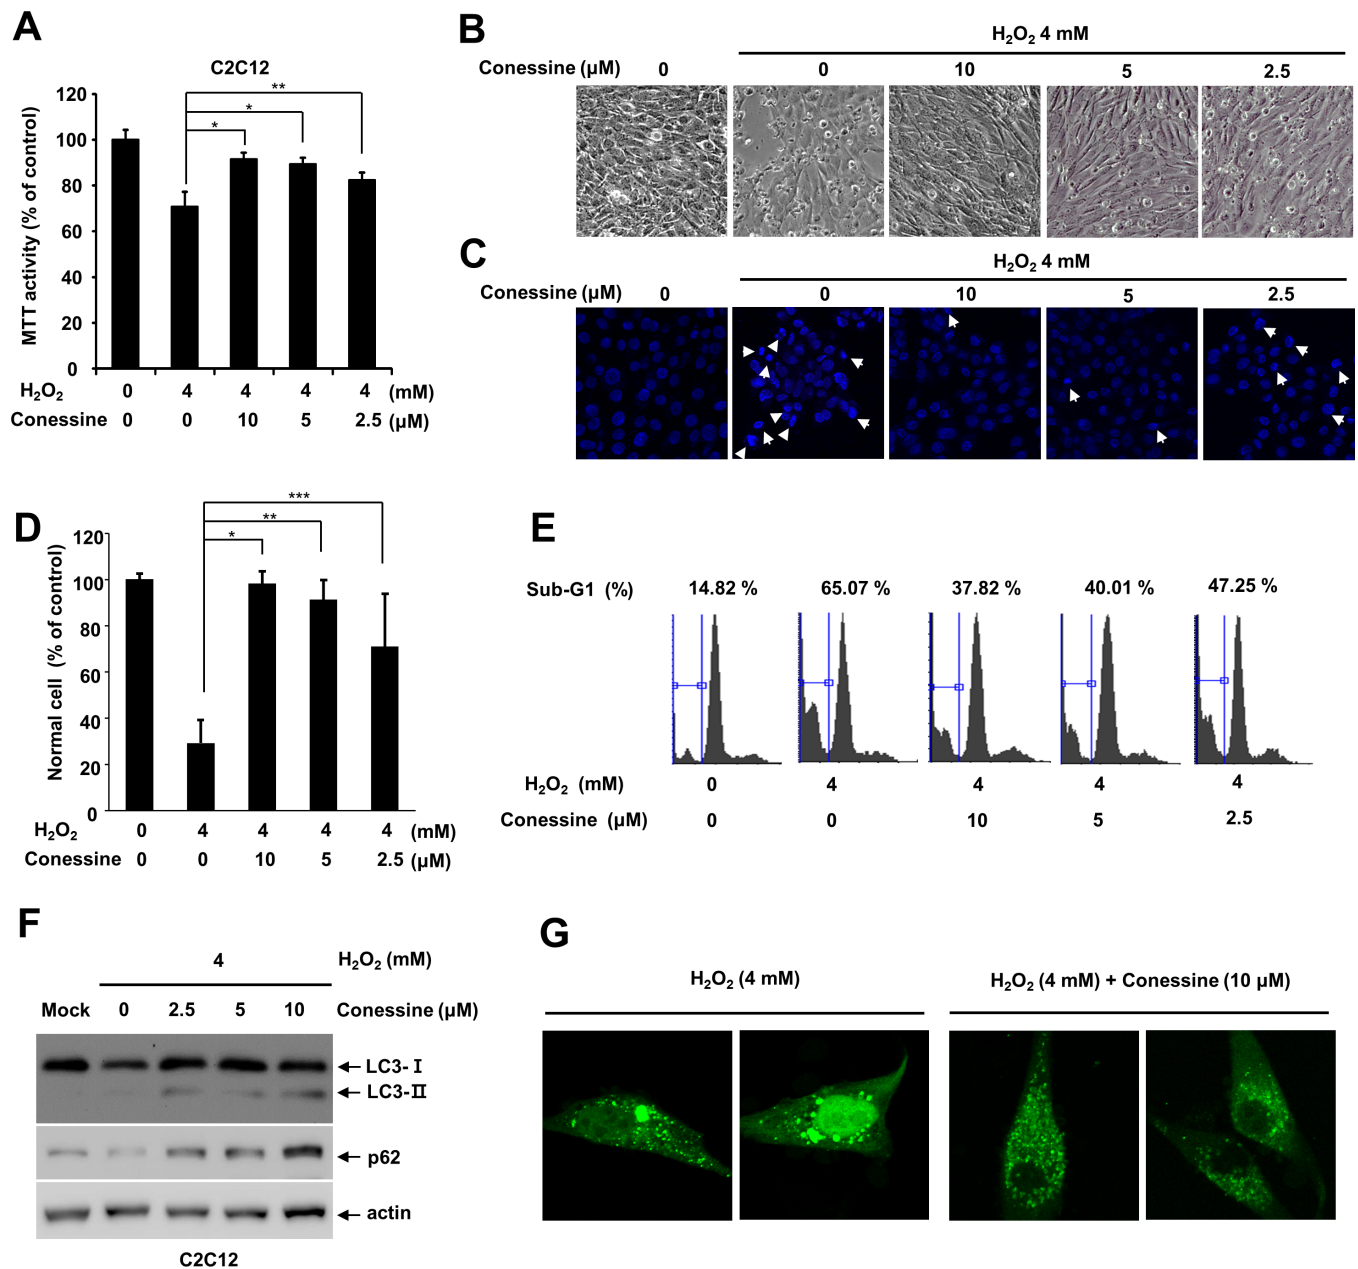 A
C2C12
**
*
*
120
100
80
60
40
20
0
MTT activity (% of control)
H₂O₂ 0 4 4 4 4 (mM)
Conessine 0 0 10 5 2.5 (μM)
B
H₂O₂ 4 mM
Conessine (μM) 0 0 10 5 2.5
C
H₂O₂ 4 mM
Conessine (μM) 0 0 10 5 2.5
D
***
**
*
120
100
80
60
40
20
0
Normal cell (% of control)
H₂O₂ 0 4 4 4 4 (mM)
Conessine 0 0 10 5 2.5 (μM)
E
Sub-G1 (%) 14.82 % 65.07 % 37.82 % 40.01 % 47.25 %
H₂O₂ (mM) 0 4 4 4 4
Conessine (μM) 0 0 10 5 2.5
F
4 H₂O₂ (mM)
Mock 0 2.5 5 10 Conessine (μM)
LC3-Ⅰ
LC3-Ⅱ
p62
actin
C2C12
G
H₂O₂ (4 mM)
H₂O₂ (4 mM) + Conessine (10 μM)